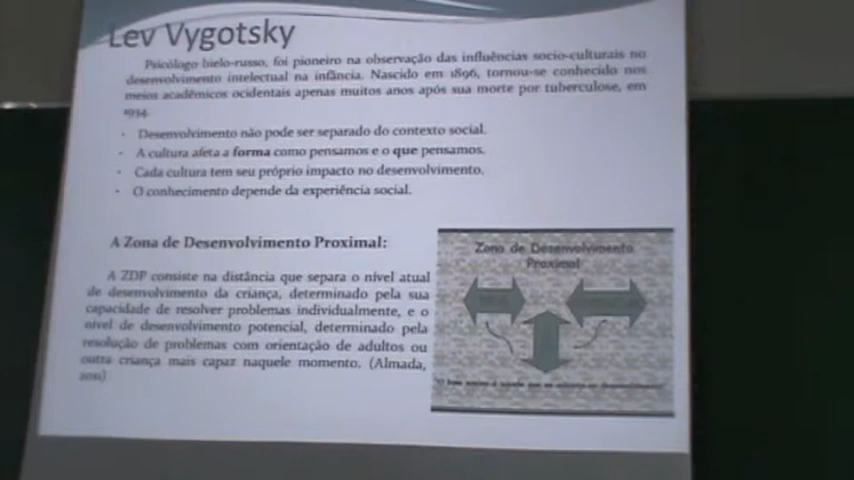 Lev Vygotsky
Psicólogo bielo-russo, foi pioneiro na observação das influências socio-culturais no
desenvolvimento intelectual na infância. Nascido em 1896, tornou-se conhecido nos
meios acadêmicos ocidentais apenas muitos anos após sua morte por tuberculose, em
1934.
• Desenvolvimento não pode ser separado do contexto social.
• A cultura afeta a forma como pensamos e o que pensamos.
• Cada cultura tem seu próprio impacto no desenvolvimento.
• O conhecimento depende da experiência social.
A Zona de Desenvolvimento Proximal:
A ZDP consiste na distância que separa o nível atual
de desenvolvimento da criança, determinado pela sua
capacidade de resolver problemas individualmente, e o
nível de desenvolvimento potencial, determinado pela
resolução de problemas com orientação de adultos ou
outra criança mais capaz naquele momento. (Almada,
Zona de Desenvolvimento
Proximal